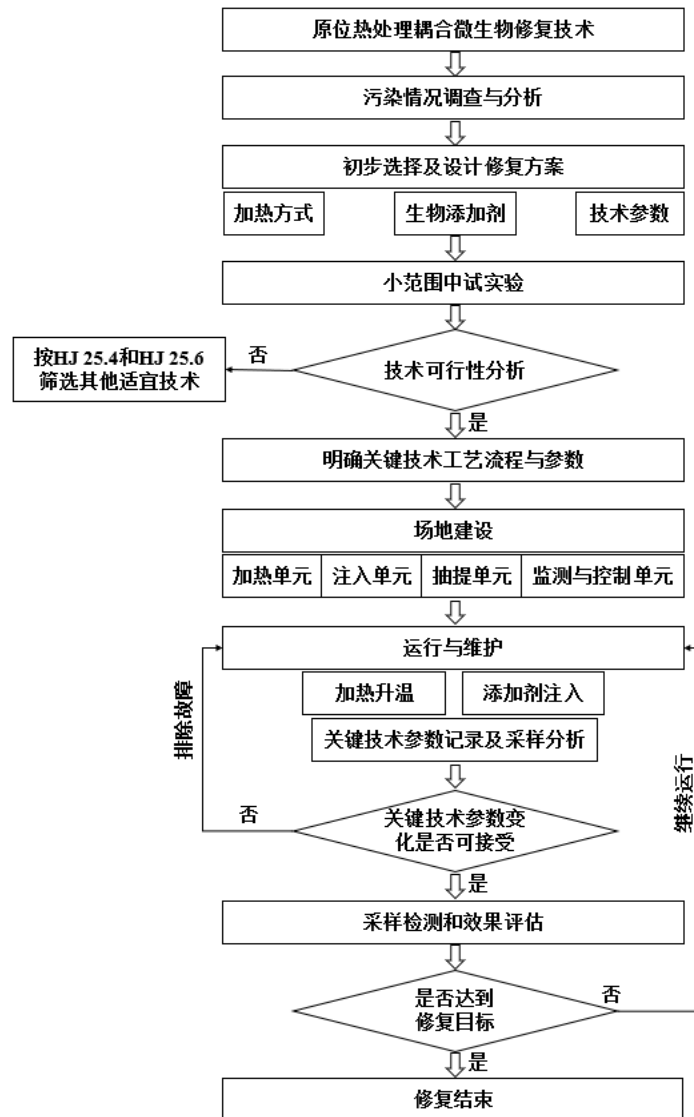 原位热处理耦合微生物修复技术
污染情况调查与分析
初步选择及设计修复方案
加热方式
生物添加剂
技术参数
小范围中试实验
按HJ 25.4和HJ 25.6
筛选其他适宜技术
否
技术可行性分析
是
明确关键技术工艺流程与参数
场地建设
加热单元
注入单元
抽提单元
监测与控制单元
运行与维护
加热升温
添加剂注入
关键技术参数记录及采样分析
排除故障
否
关键技术参数变
化是否可接受
继续运行
是
采样检测和效果评估
是否达到
修复目标
否
是
修复结束